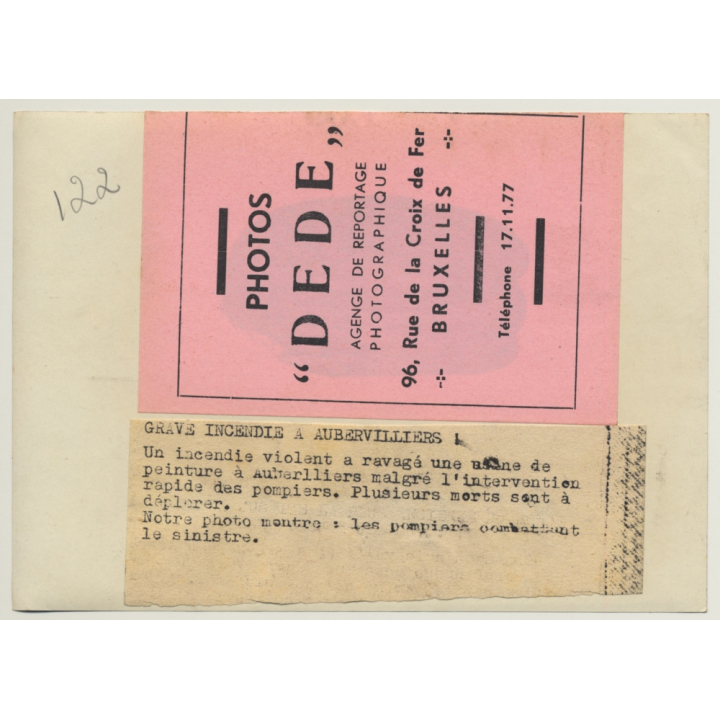 122
PHOTOS
“DEDE”
AGENGE DE REPORTAGE
PHOTOGRAPHIQUE
96, Rue de la Croix de Fer
-:- BRUXELLES -:-
Téléphone 17.11.77
GRAVE INCENDIE A AUBERVILLIERS !
Un incendie violent a ravagé une usine de
peinture à Auberlliers malgré l'intervention
rapide des pompiers. Plusieurs morts sont à
déplorer.
Notre photo montre : les pompiers combattant
le sinistre.